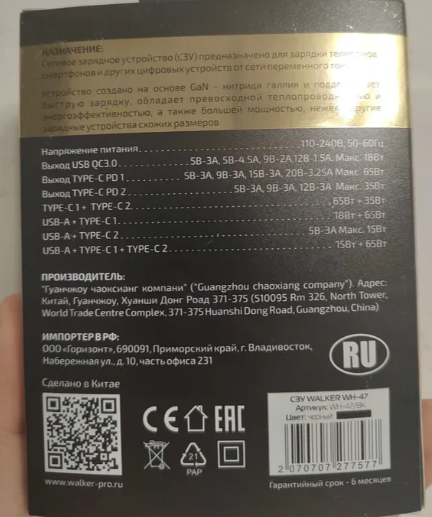 НАЗНАЧЕНИЕ:
Сетевое зарядное устройство (СЗУ) предназначено для зарядки телефонов
смартфонов и других цифровых устройств от сети переменного тока
Устройство создано на основе GaN - нитрида галлия и поддерживает
быструю зарядку, обладает превосходной теплопроводностью и
энергоэффективностью, а также большей мощностью, нежели другие
зарядные устройства схожих размеров
Напряжение питания 110-240В, 50-60Гц
Выход USB QC3.0 5В-3А, 5В-4.5А, 9В-2А,12В-1.5А. Макс. 18Вт
Выход TYPE-C PD 1 5В-3А, 9В-3А, 15В-3А, 20В-3.25А Макс. 65Вт
Выход TYPE-C PD 2 5В-3А, 9В-3А, 12В-3А Макс. 35Вт
TYPE-C 1 + TYPE-C 2 65Вт + 35Вт
USB-A + TYPE-C 1 18Вт + 65Вт
USB-A + TYPE-C 2 5В-3А Макс. 15Вт
USB-A + TYPE-C 1 + TYPE-C 2 15Вт + 65Вт
ПРОИЗВОДИТЕЛЬ:
"Гуанчжоу чаоксианг компани" ("Guangzhou chaoxiang company"). Адрес:
Китай, Гуанчжоу, Хуанши Донг Роад 371-375 (510095 Rm 326, North Tower,
World Trade Centre Complex, 371-375 Huanshi Dong Road, Guangzhou, China)
ИМПОРТЕР В РФ:
ООО «Горизонт», 690091, Приморский край, г. Владивосток,
Набережная ул., д.10, часть офиса 231
RU
Сделано в Китае
CE EAC
21
PAP
www.walker-pro.ru
СЗУ WALKER WH-47
Артикул: WH-47/BK
Цвет: черный
2 070707 277577
Гарантийный срок - 6 месяцев